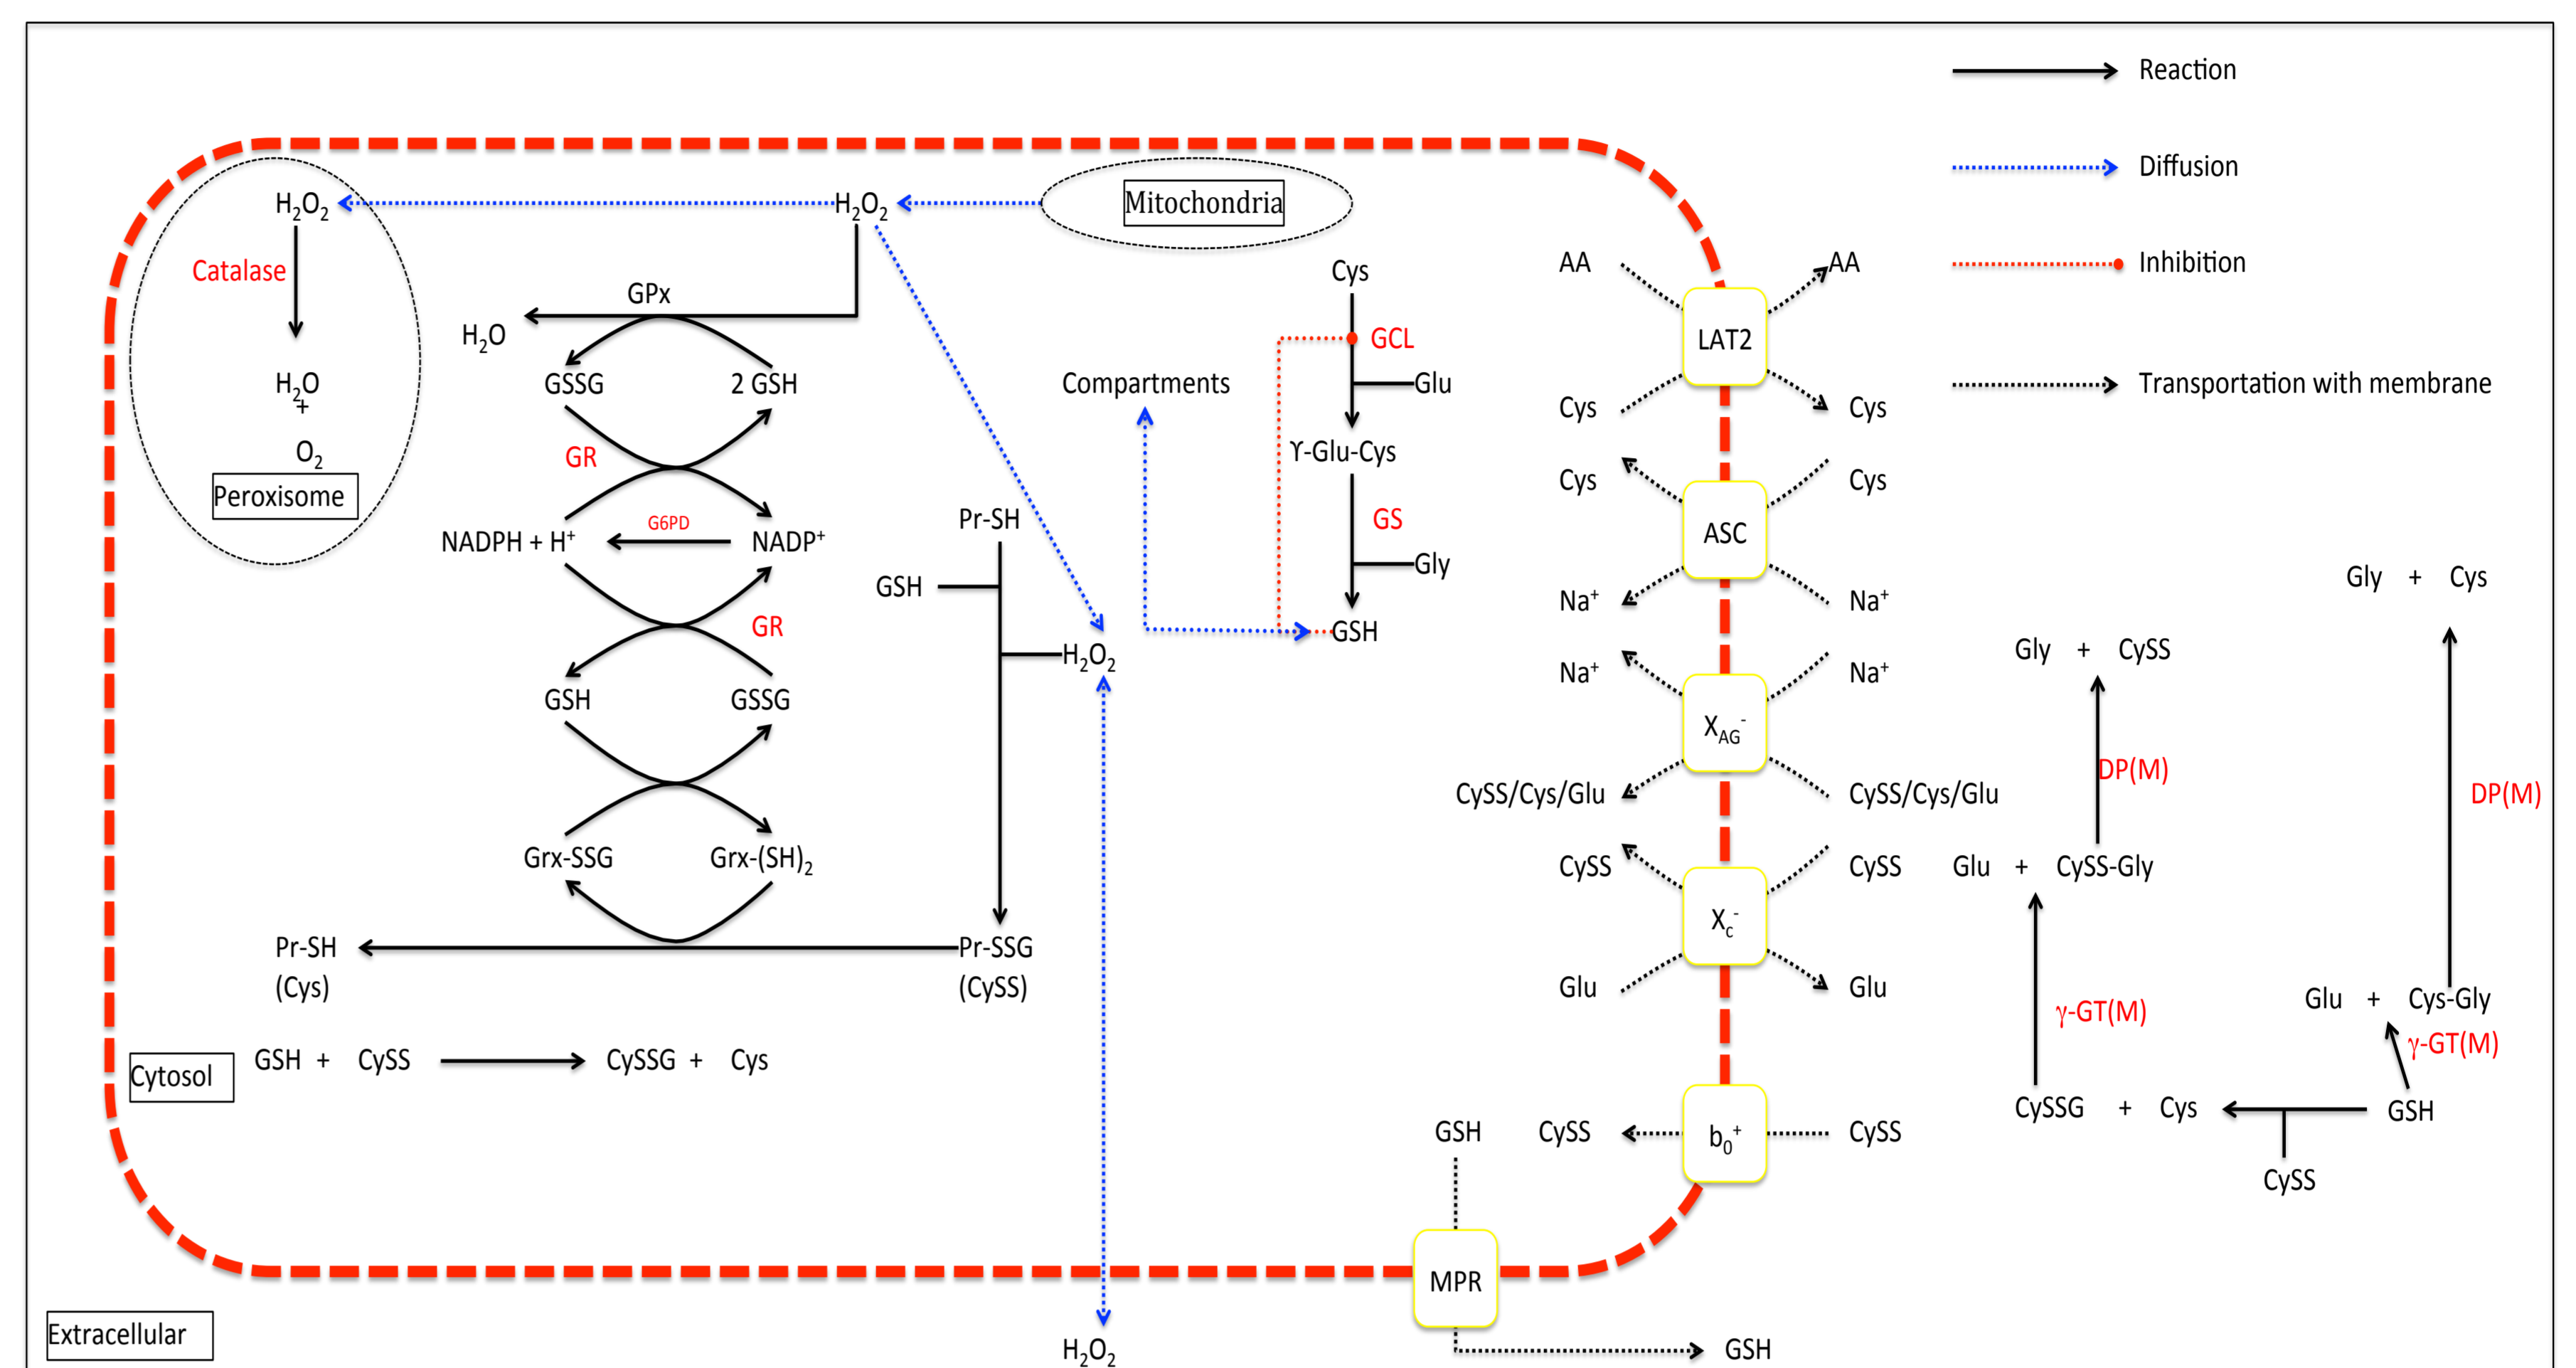 Reaction
Diffusion
Inhibition
Transportation with membrane
H₂O₂
Catalase
H₂O
+
O₂
Peroxisome
H₂O₂
Mitochondria
GPx
H₂O
GSSG
2 GSH
GR
NADPH + H⁺
G6PD
NADP⁺
GR
GSH
GSSG
Grx-SSG
Grx-(SH)₂
Pr-SH
(Cys)
Pr-SSG
(CySS)
Pr-SH
GSH
H₂O₂
Compartments
Cys
GCL
Glu
ϒ-Glu-Cys
GS
Gly
GSH
AA
LAT2
AA
Cys
Cys
Cys
ASC
Cys
Na⁺
Na⁺
Na⁺
X_AG⁻
Na⁺
CySS/Cys/Glu
CySS/Cys/Glu
CySS
X_c⁻
CySS
Glu
Glu
GSH
CySS
b₀⁺
CySS
MPR
GSH
Gly + Cys
Gly + CySS
DP(M)
DP(M)
Glu + CySS-Gly
γ-GT(M)
Glu + Cys-Gly
γ-GT(M)
CySSG + Cys
GSH
CySS
Cytosol
GSH + CySS
CySSG + Cys
Extracellular
H₂O₂